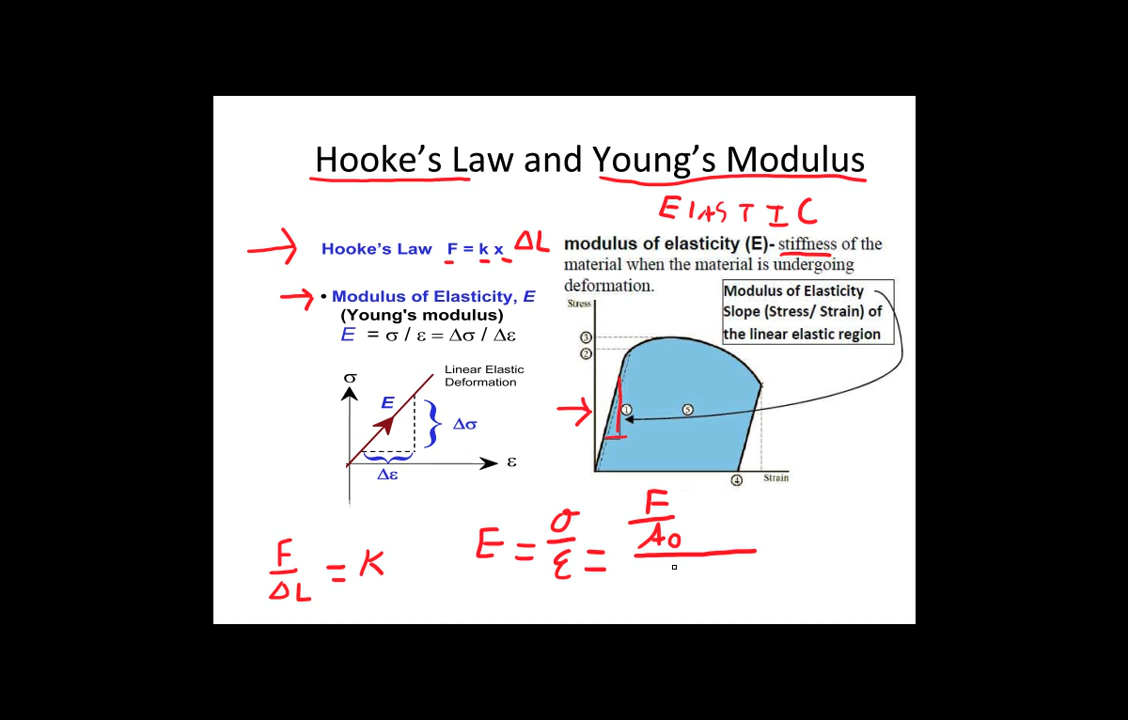 Hooke's Law and Young's Modulus
ELASTIC
Hooke's Law F = k x ΔL
• Modulus of Elasticity, E
(Young's modulus)
E = σ / ε = Δσ / Δε
σ
Linear Elastic
Deformation
E
Δσ
Δε
ε
modulus of elasticity (E)- stiffness of the
material when the material is undergoing
deformation.
Modulus of Elasticity
Slope (Stress/ Strain) of
the linear elastic region
Stress
3
2
1
5
4
Strain
F
ΔL
= K
E = σ
ε
= F
A0